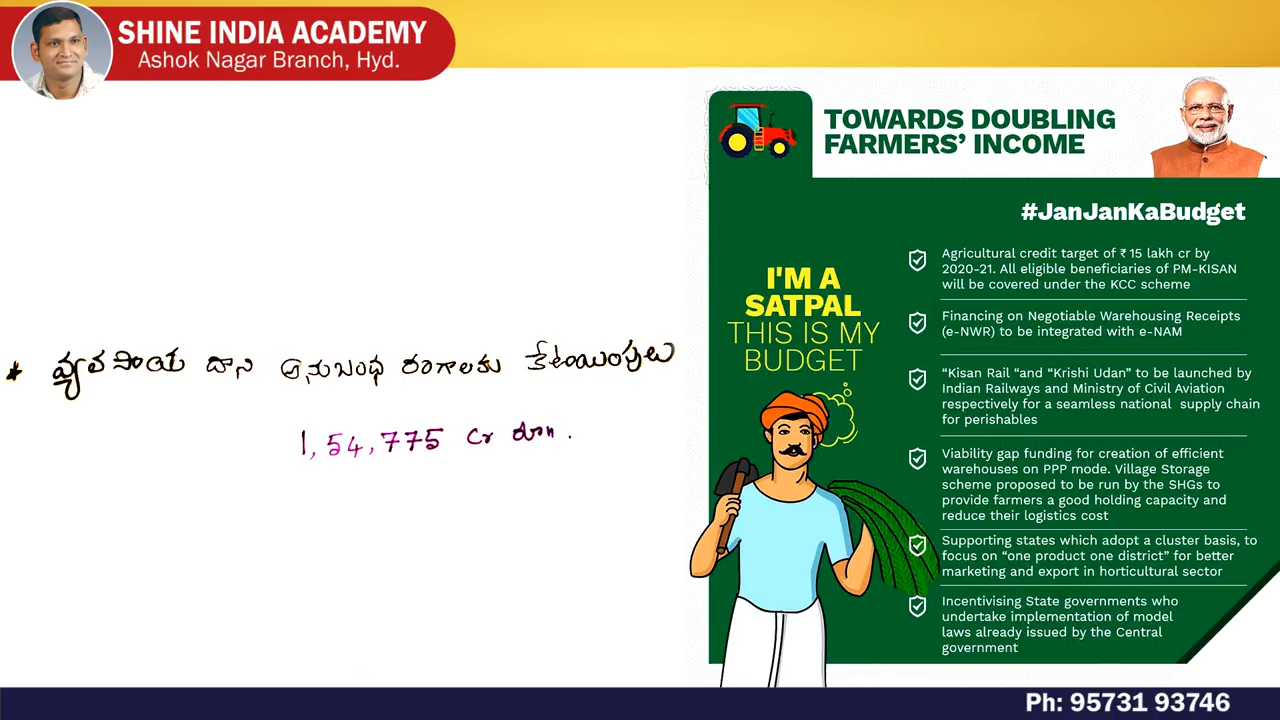 SHINE INDIA ACADEMY
Ashok Nagar Branch, Hyd.
* వ్యవసాయ దాని అనుబంధ రంగాలకు కేటాయింపులు
1,54,775 Cr రూ॥.
TOWARDS DOUBLING
FARMERS' INCOME
#JanJanKaBudget
I'M A
SATPAL
THIS IS MY
BUDGET
Agricultural credit target of ₹ 15 lakh cr by
2020-21. All eligible beneficiaries of PM-KISAN
will be covered under the KCC scheme
Financing on Negotiable Warehousing Receipts
(e-NWR) to be integrated with e-NAM
"Kisan Rail "and "Krishi Udan" to be launched by
Indian Railways and Ministry of Civil Aviation
respectively for a seamless national supply chain
for perishables
Viability gap funding for creation of efficient
warehouses on PPP mode. Village Storage
scheme proposed to be run by the SHGs to
provide farmers a good holding capacity and
reduce their logistics cost
Supporting states which adopt a cluster basis, to
focus on "one product one district" for better
marketing and export in horticultural sector
Incentivising State governments who
undertake implementation of model
laws already issued by the Central
government
Ph: 95731 93746